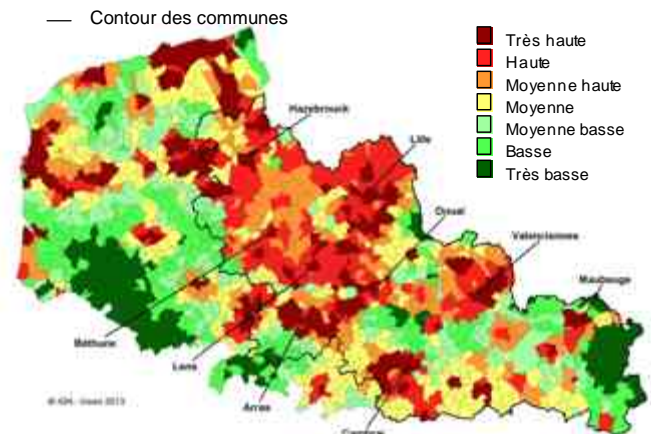 Contour des communes
Très haute
Haute
Moyenne haute
Moyenne
Moyenne basse
Basse
Très basse
Hazebrouck
Lille
Douai
Valenciennes
Maubeuge
Béthune
Lens
Arras
Cambrai